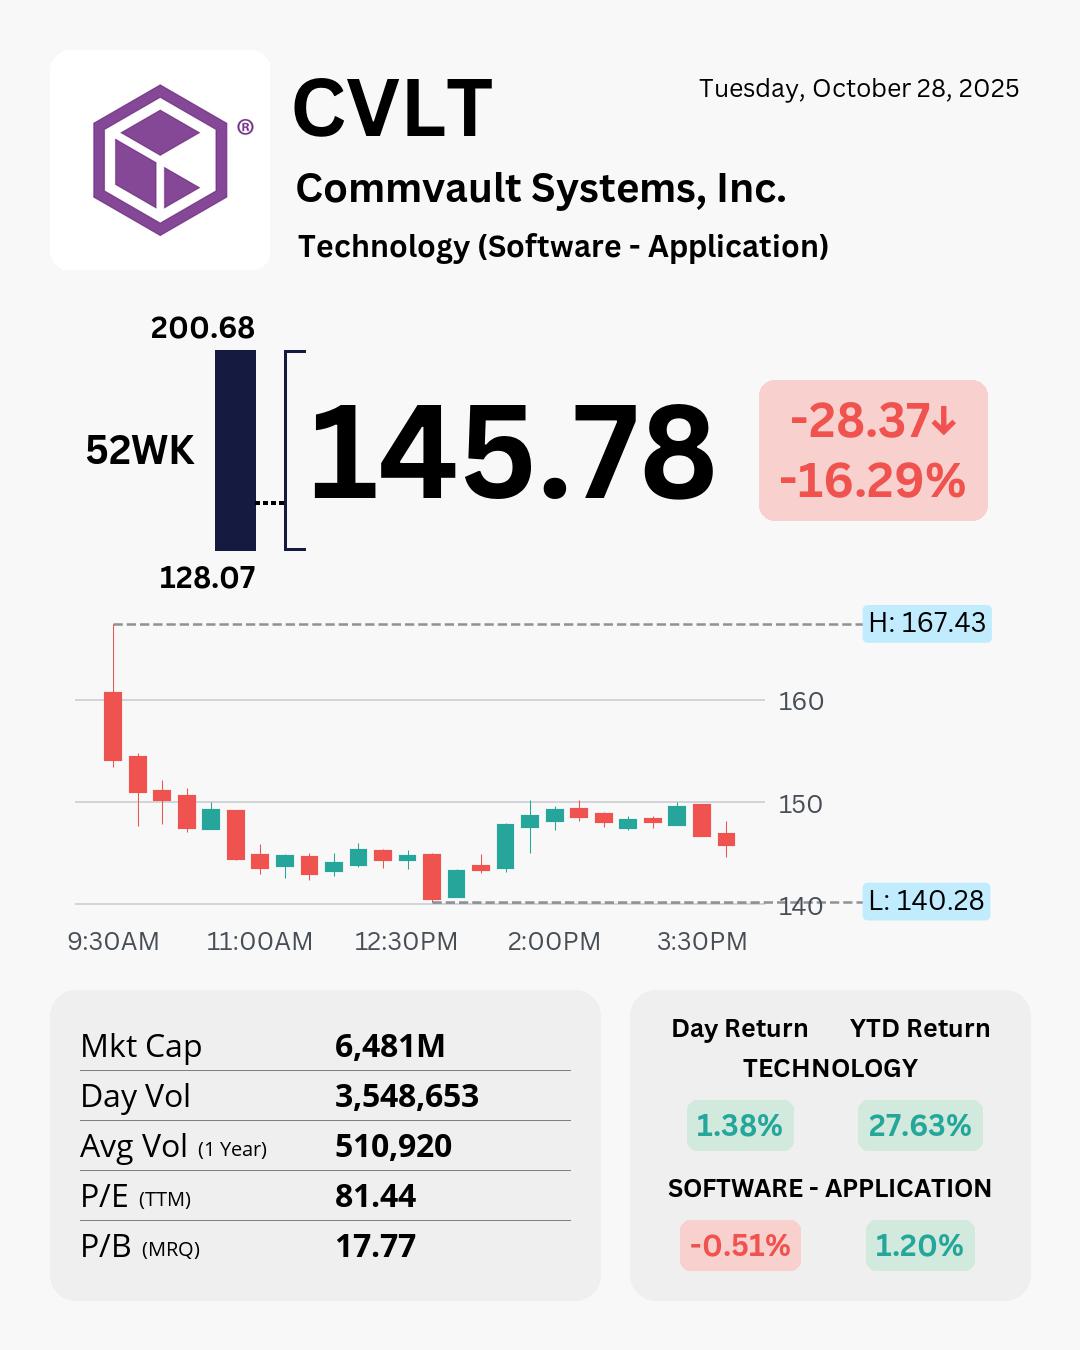 ®
CVLT
Tuesday, October 28, 2025
Commvault Systems, Inc.
Technology (Software - Application)
200.68
52WK
128.07
145.78
-28.37↓
-16.29%
H: 167.43
160
150
140
L: 140.28
9:30AM 11:00AM 12:30PM 2:00PM 3:30PM
Mkt Cap 6,481M
Day Vol 3,548,653
Avg Vol (1 Year) 510,920
P/E (TTM) 81.44
P/B (MRQ) 17.77
Day Return YTD Return
TECHNOLOGY
1.38% 27.63%
SOFTWARE - APPLICATION
-0.51% 1.20%